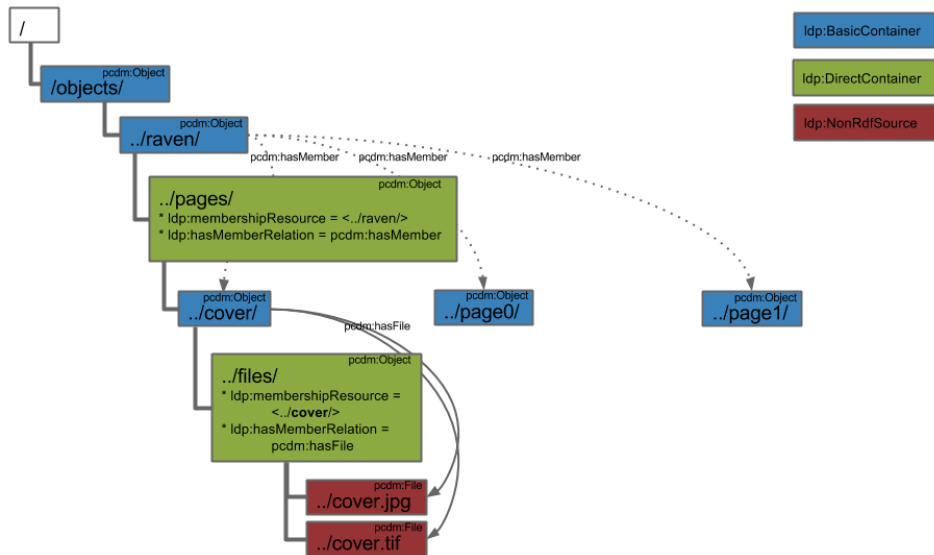 /
ldp:BasicContainer
pcdm:Object
/objects/
ldp:DirectContainer
pcdm:Object
../raven/
ldp:NonRdfSource
pcdm:hasMember
pcdm:hasMember
pcdm:hasMember
pcdm:Object
../pages/
* ldp:membershipResource = <../raven/>
* ldp:hasMemberRelation = pcdm:hasMember
pcdm:Object
../cover/
pcdm:Object
../page0/
pcdm:Object
../page1/
pcdm:hasFile
pcdm:Object
../files/
* ldp:membershipResource =
<../cover/>
* ldp:hasMemberRelation =
pcdm:hasFile
pcdm:File
../cover.jpg
pcdm:File
../cover.tif